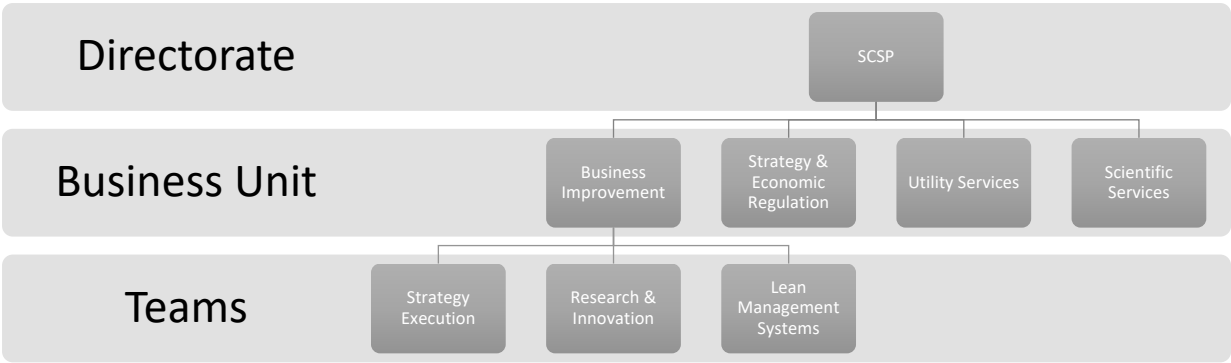 Directorate
SCSP
Business Unit
Business
Improvement
Strategy &
Economic
Regulation
Utility Services
Scientific
Services
Teams
Strategy
Execution
Research &
Innovation
Lean
Management
Systems